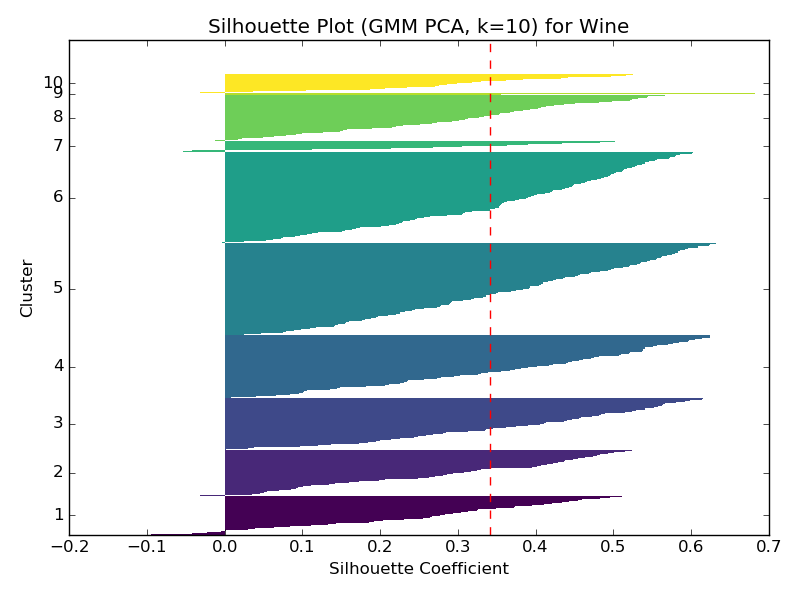 Silhouette Plot (GMM PCA, k=10) for Wine
10
9
8
7
6
5
4
3
2
1
Cluster
−0.2 −0.1 0.0 0.1 0.2 0.3 0.4 0.5 0.6 0.7
Silhouette Coefficient